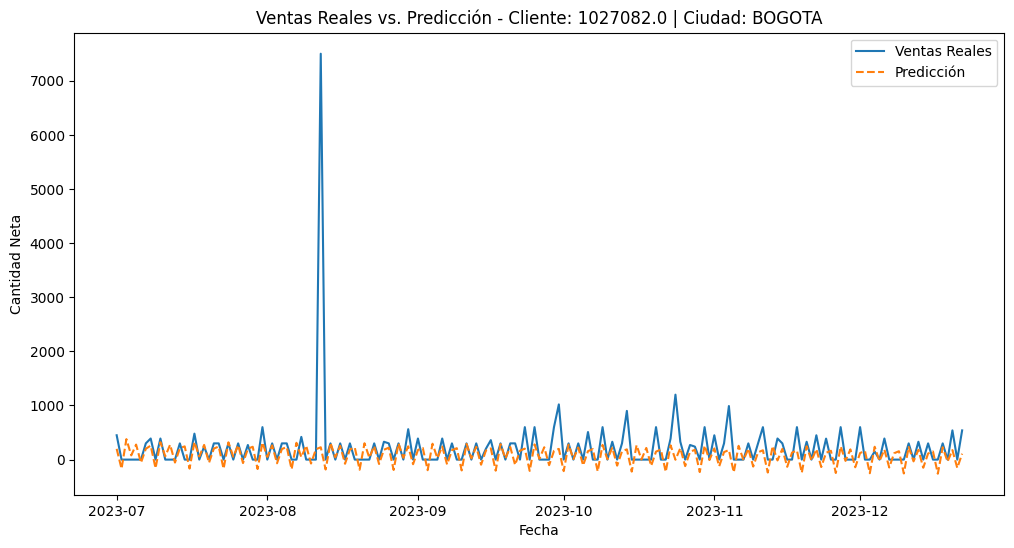 Ventas Reales vs. Predicción - Cliente: 1027082.0 | Ciudad: BOGOTA
Ventas Reales
Predicción
Cantidad Neta
7000
6000
5000
4000
3000
2000
1000
0
2023-07
2023-08
2023-09
2023-10
2023-11
2023-12
Fecha